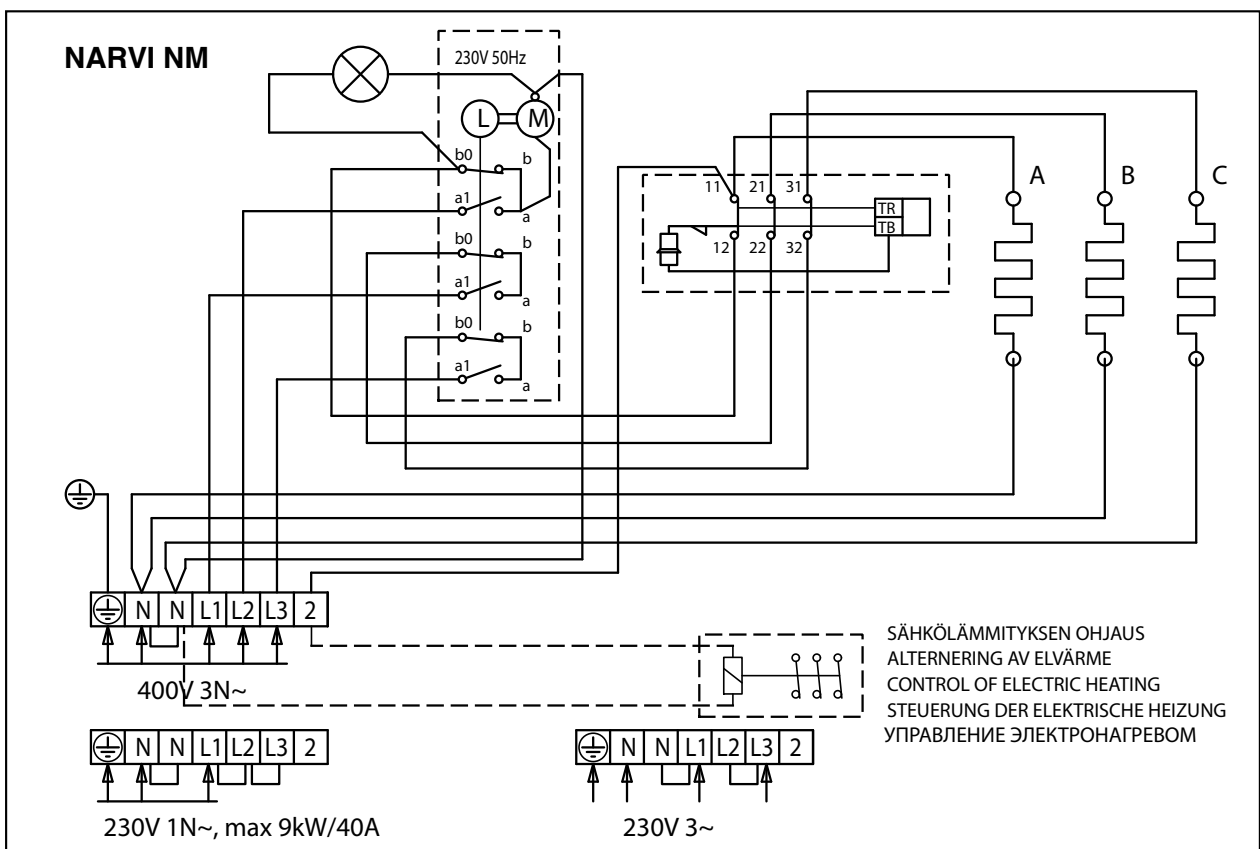 NARVI NM
230V 50Hz
L M
b0 b
a1 a
b0 b
a1 a
b0 b
a1 a
11 21 31
12 22 32
TR
TB
A B C
N N L1 L2 L3 2
400V 3N~
SÄHKÖLÄMMITYKSEN OHJAUS
ALTERNERING AV ELVÄRME
CONTROL OF ELECTRIC HEATING
STEUERUNG DER ELEKTRISCHE HEIZUNG
УПРАВЛЕНИЕ ЭЛЕКТРОНАГРЕВОМ
N N L1 L2 L3 2
230V 1N~, max 9kW/40A
N N L1 L2 L3 2
230V 3~